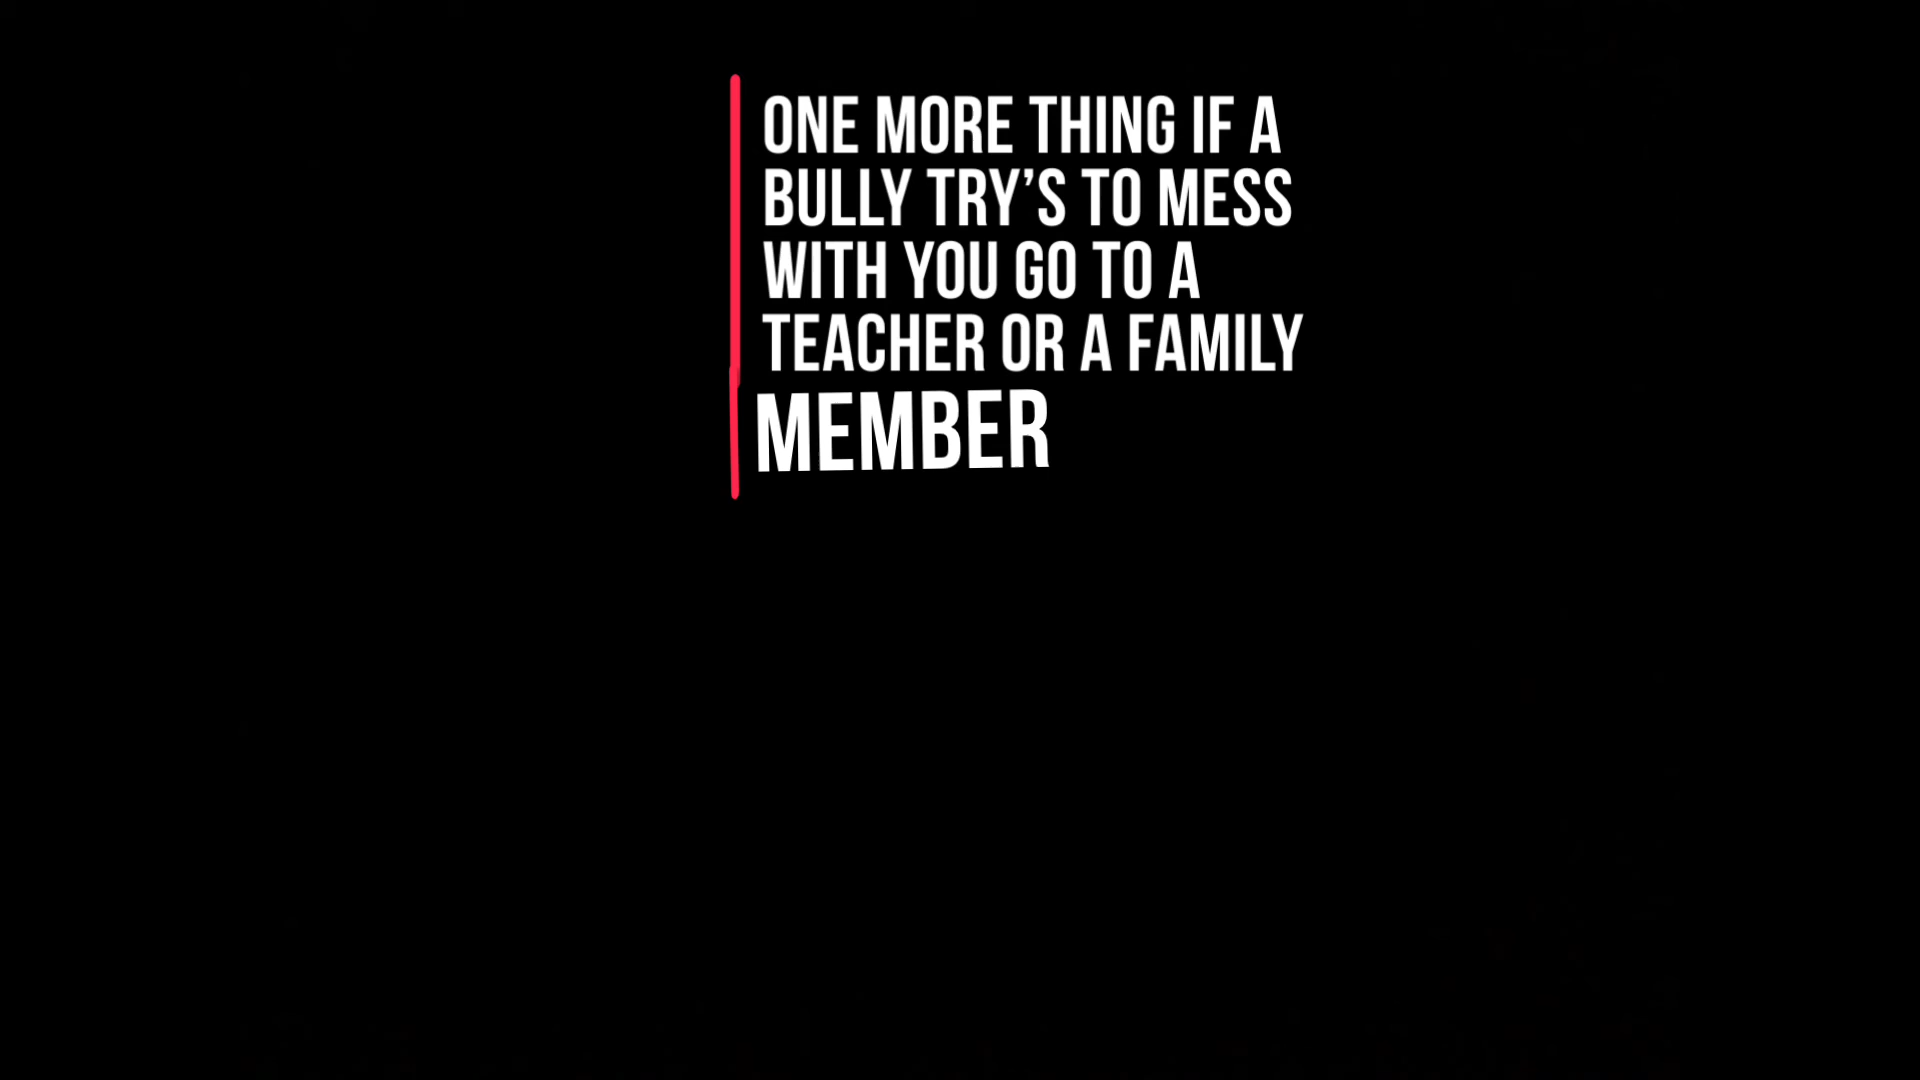 ONE MORE THING IF A
BULLY TRY’S TO MESS
WITH YOU GO TO A
TEACHER OR A FAMILY
MEMBER